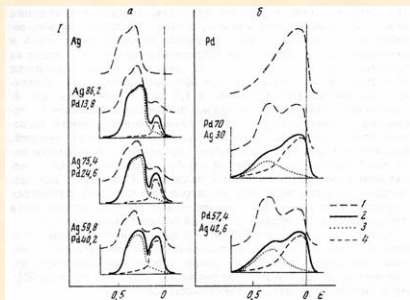 а
б
I
Ag
Pd
Ag 86,2
Pd 13,8
Pd 70
Ag 30
Ag 75,4
Pd 24,6
Ag 59,8
Pd 40,2
Pd 57,4
Ag 42,6
1
2
3
4
0,5
0
0,5
0